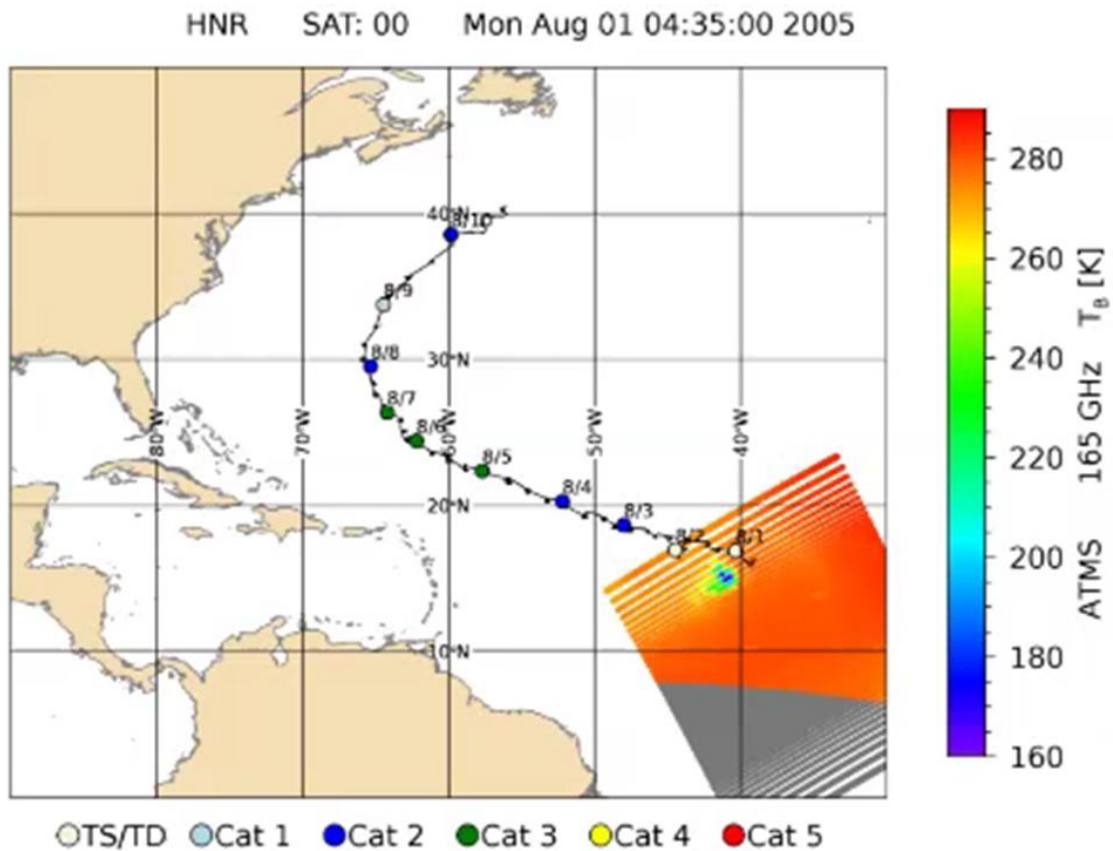 HNR SAT: 00 Mon Aug 01 04:35:00 2005
40°N
8/10
8/9
30°N
8/8
8/7
8/6
80°W
70°W
60°W
50°W
40°W
8/5
8/4
20°N
8/3
8/2
8/1
10°N
280
260
240
220
200
180
160
ATMS 165 GHz T_B [K]
TS/TD Cat 1 Cat 2 Cat 3 Cat 4 Cat 5